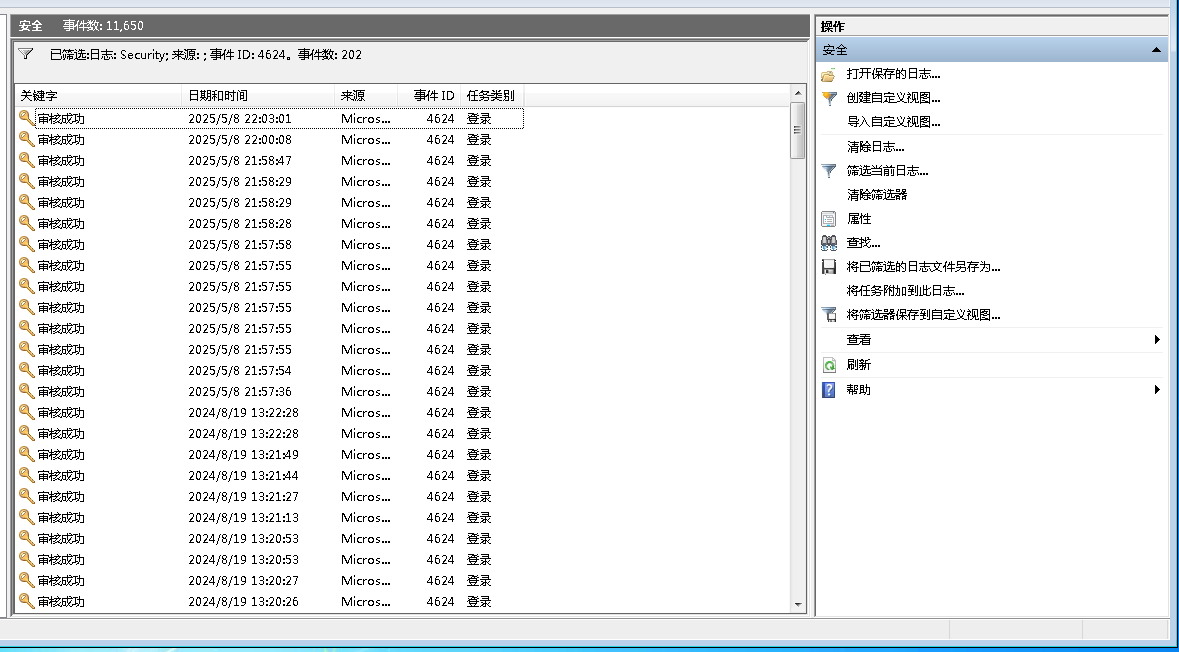 安全 事件数: 11,650
已筛选:日志: Security; 来源: ; 事件 ID: 4624。事件数: 202
关键字 日期和时间 来源 事件 ID 任务类别
审核成功 2025/5/8 22:03:01 Micros... 4624 登录
审核成功 2025/5/8 22:00:08 Micros... 4624 登录
审核成功 2025/5/8 21:58:47 Micros... 4624 登录
审核成功 2025/5/8 21:58:29 Micros... 4624 登录
审核成功 2025/5/8 21:58:29 Micros... 4624 登录
审核成功 2025/5/8 21:58:28 Micros... 4624 登录
审核成功 2025/5/8 21:57:58 Micros... 4624 登录
审核成功 2025/5/8 21:57:55 Micros... 4624 登录
审核成功 2025/5/8 21:57:55 Micros... 4624 登录
审核成功 2025/5/8 21:57:55 Micros... 4624 登录
审核成功 2025/5/8 21:57:55 Micros... 4624 登录
审核成功 2025/5/8 21:57:55 Micros... 4624 登录
审核成功 2025/5/8 21:57:54 Micros... 4624 登录
审核成功 2025/5/8 21:57:36 Micros... 4624 登录
审核成功 2024/8/19 13:22:28 Micros... 4624 登录
审核成功 2024/8/19 13:22:28 Micros... 4624 登录
审核成功 2024/8/19 13:21:49 Micros... 4624 登录
审核成功 2024/8/19 13:21:44 Micros... 4624 登录
审核成功 2024/8/19 13:21:27 Micros... 4624 登录
审核成功 2024/8/19 13:21:13 Micros... 4624 登录
审核成功 2024/8/19 13:20:53 Micros... 4624 登录
审核成功 2024/8/19 13:20:53 Micros... 4624 登录
审核成功 2024/8/19 13:20:27 Micros... 4624 登录
审核成功 2024/8/19 13:20:26 Micros... 4624 登录
操作
安全
打开保存的日志...
创建自定义视图...
导入自定义视图...
清除日志...
筛选当前日志...
清除筛选器
属性
查找...
将已筛选的日志文件另存为...
将任务附加到此日志...
将筛选器保存到自定义视图...
查看
刷新
帮助